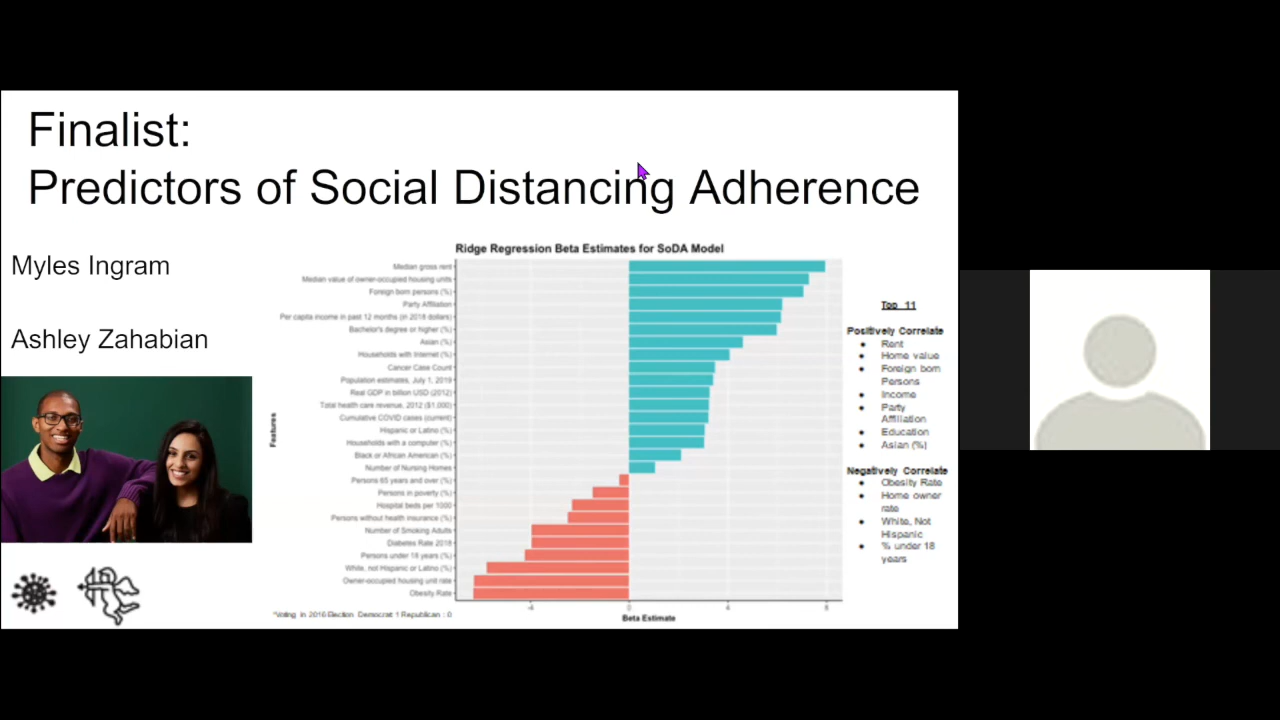 Finalist:
Predictors of Social Distancing Adherence
Myles Ingram
Ashley Zahabian
Ridge Regression Beta Estimates for SoDA Model
Features
Median gross rent
Median value of owner-occupied housing units
Foreign born persons (%)
Party Affiliation
Per capita income in past 12 months (in 2018 dollars)
Bachelor's degree or higher (%)
Asian (%)
Households with Internet (%)
Cancer Case Count
Population estimates, July 1, 2019
Real GDP in billion USD (2012)
Total health care revenue, 2012 ($1,000)
Cumulative COVID cases (current)
Hispanic or Latino (%)
Households with a computer (%)
Black or African American (%)
Number of Nursing Homes
Persons 65 years and over (%)
Persons in poverty (%)
Hospital beds per 1000
Persons without health insurance (%)
Number of Smoking Adults
Diabetes Rate 2018
Persons under 18 years (%)
White, not Hispanic or Latino (%)
Owner-occupied housing unit rate
Obesity Rate
-4 0 4 8
Beta Estimate
*Voting in 2016 Election Democrat: 1 Republican : 0
Top 11
Positively Correlate
● Rent
● Home value
● Foreign born
Persons
● Income
● Party
Affiliation
● Education
● Asian (%)
Negatively Correlate
● Obesity Rate
● Home owner
rate
● White, Not
Hispanic
● % under 18
years